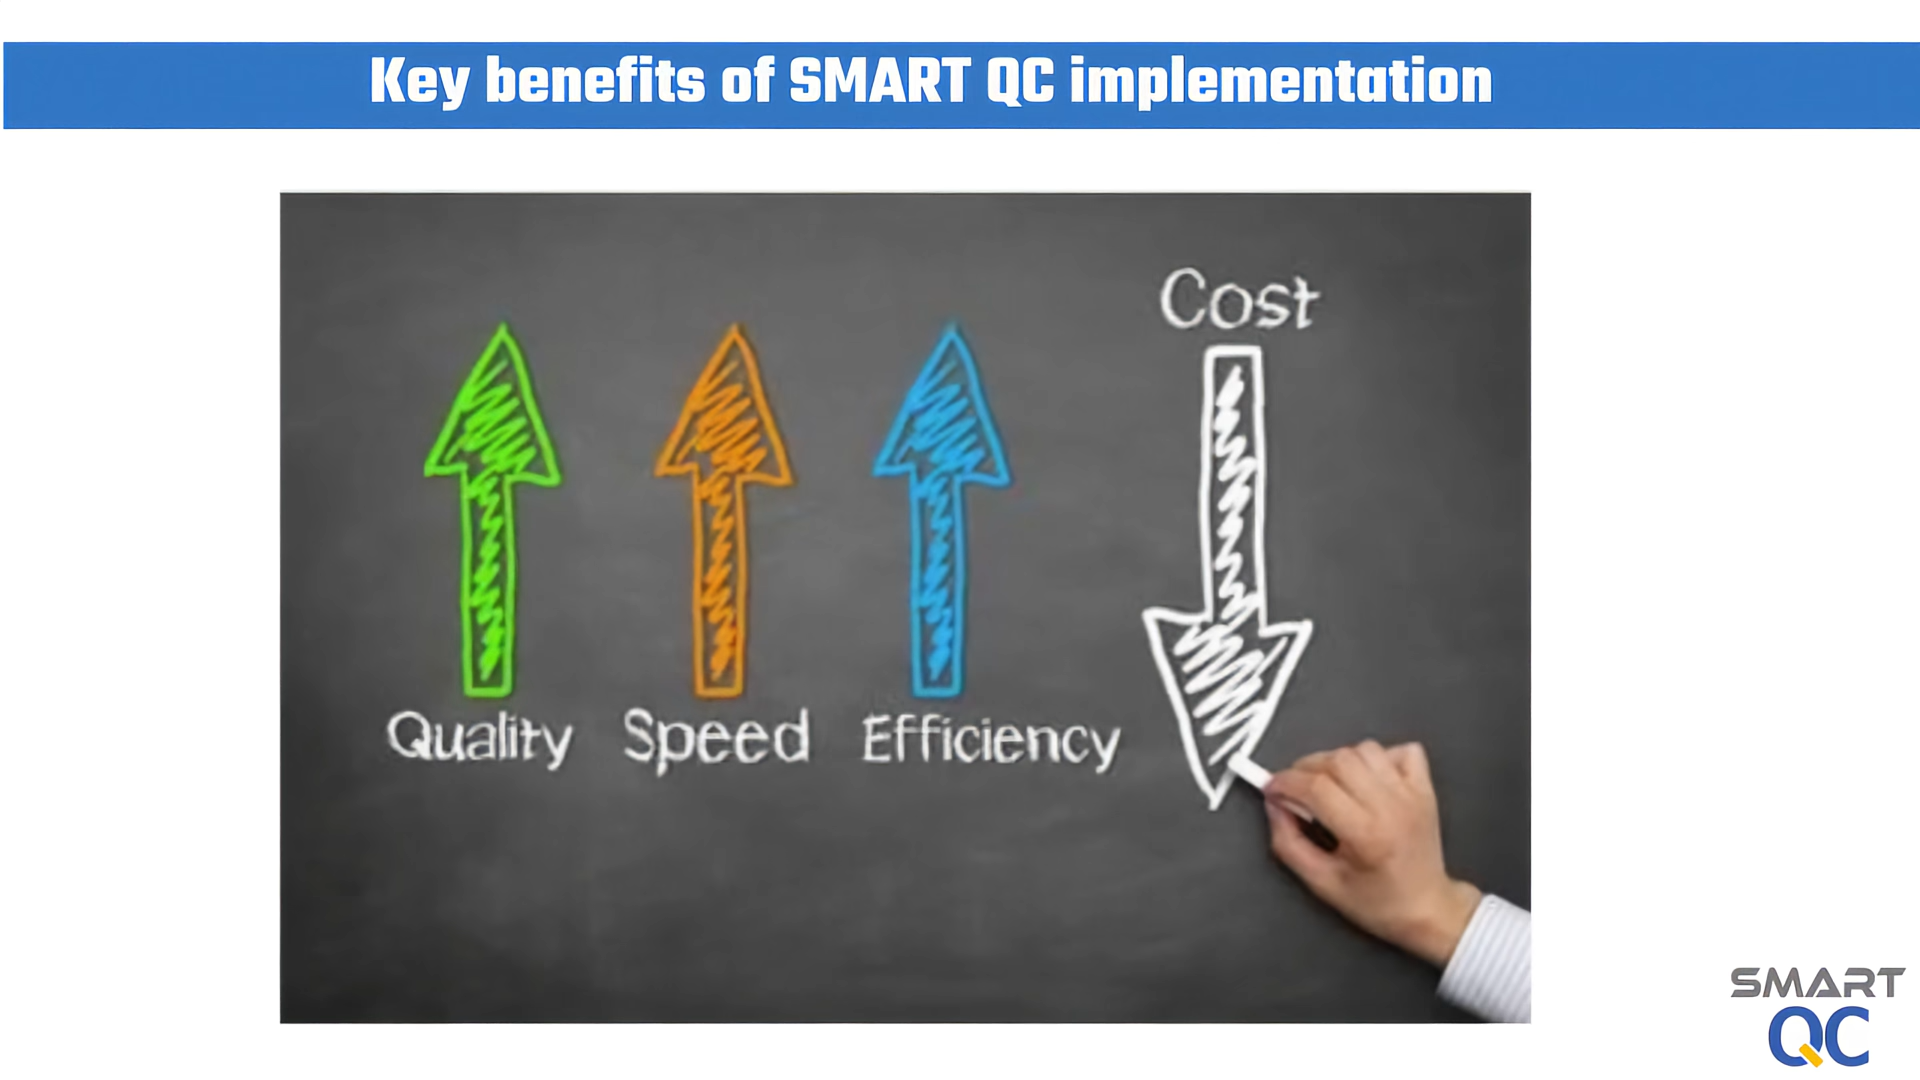 Key benefits of SMART QC implementation
Cost
Quality Speed Efficiency
SMART
QC